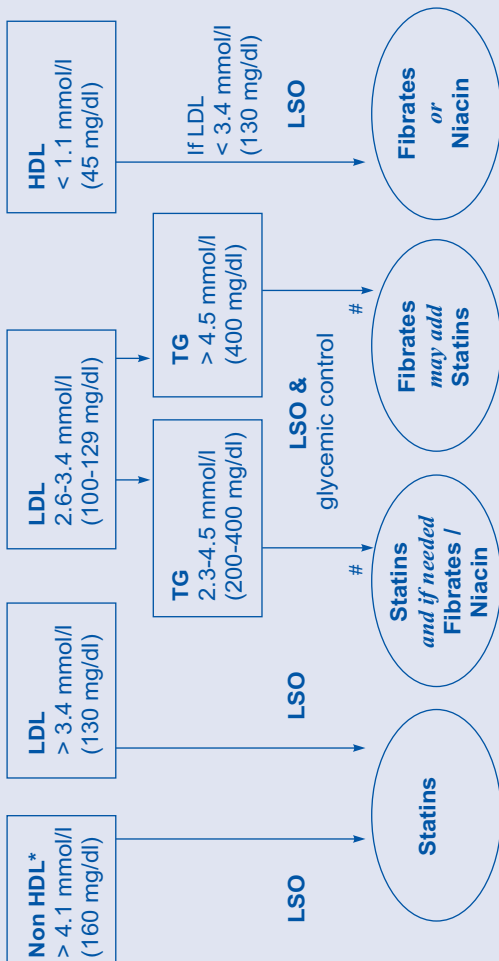 Non HDL*
> 4.1 mmol/l
(160 mg/dl)
LDL
> 3.4 mmol/l
(130 mg/dl)
LDL
2.6-3.4 mmol/l
(100-129 mg/dl)
HDL
< 1.1 mmol/l
(45 mg/dl)
TG
2.3-4.5 mmol/l
(200-400 mg/dl)
TG
> 4.5 mmol/l
(400 mg/dl)
If LDL
< 3.4 mmol/l
(130 mg/dl)
LSO
LSO
LSO &
glycemic control
LSO
#
#
Statins
Statins
and if needed
Fibrates /
Niacin
Fibrates
may add
Statins
Fibrates
or
Niacin